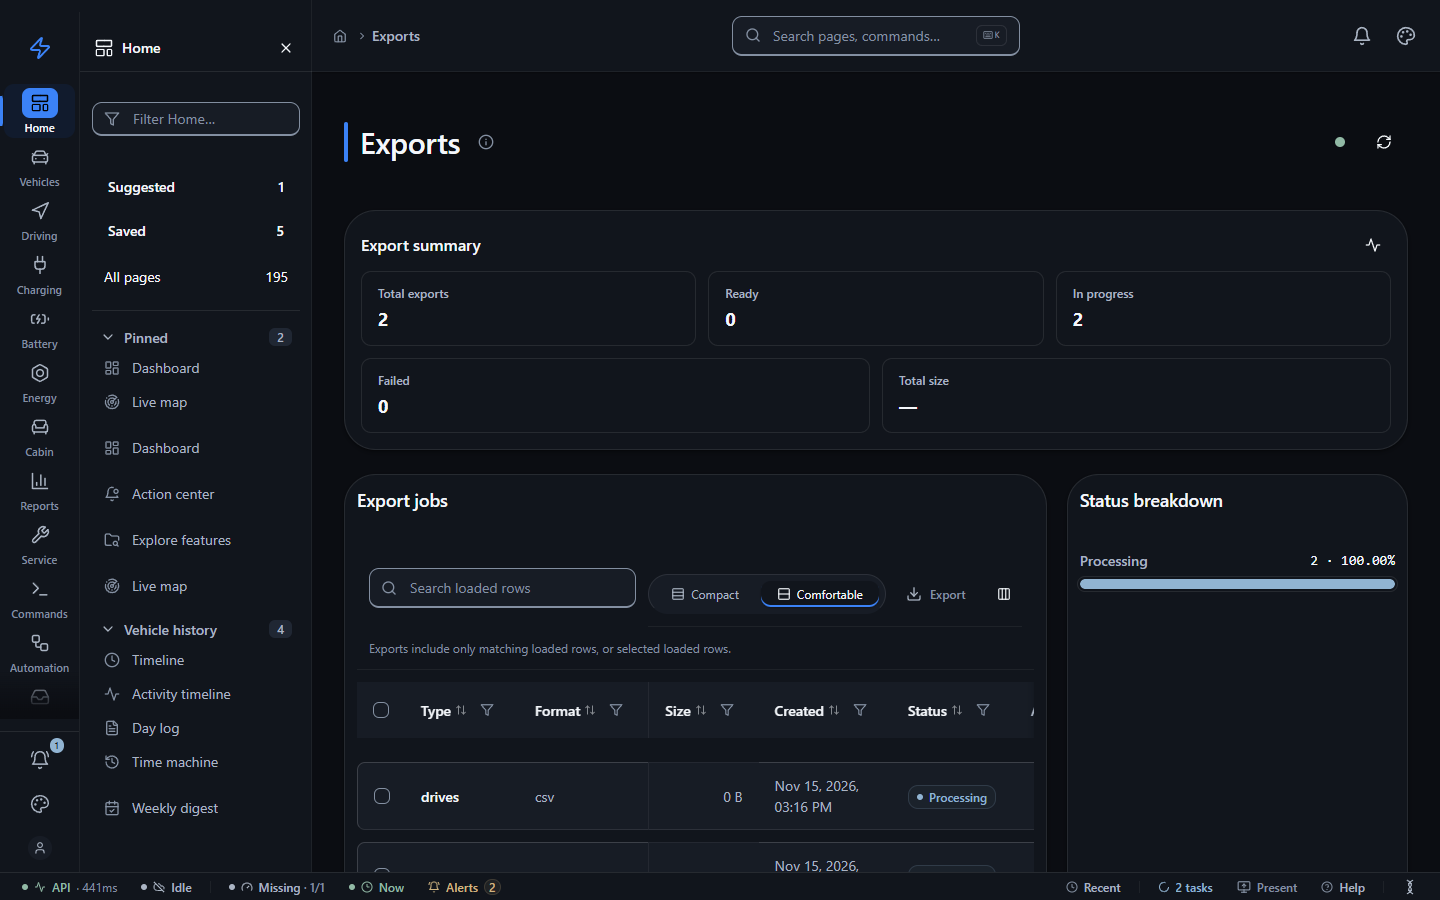 Home
Exports
Search pages, commands...
K
Home
Filter Home...
Vehicles
Driving
Charging
Battery
Energy
Cabin
Reports
Service
Commands
Automation
1
Suggested 1
Saved 5
All pages 195
Pinned 2
Dashboard
Live map
Dashboard
Action center
Explore features
Live map
Vehicle history 4
Timeline
Activity timeline
Day log
Time machine
Weekly digest
Exports
Export summary
Total exports
2
Ready
0
In progress
2
Failed
0
Total size
—
Export jobs
Search loaded rows
Compact
Comfortable
Export
Exports include only matching loaded rows, or selected loaded rows.
Type Format Size Created Status
drives csv 0 B Nov 15, 2026, 03:16 PM Processing
Nov 15, 2026,
Status breakdown
Processing 2 · 100.00%
API · 441ms
Idle
Missing · 1/1
Now
Alerts 2
Recent
2 tasks
Present
Help